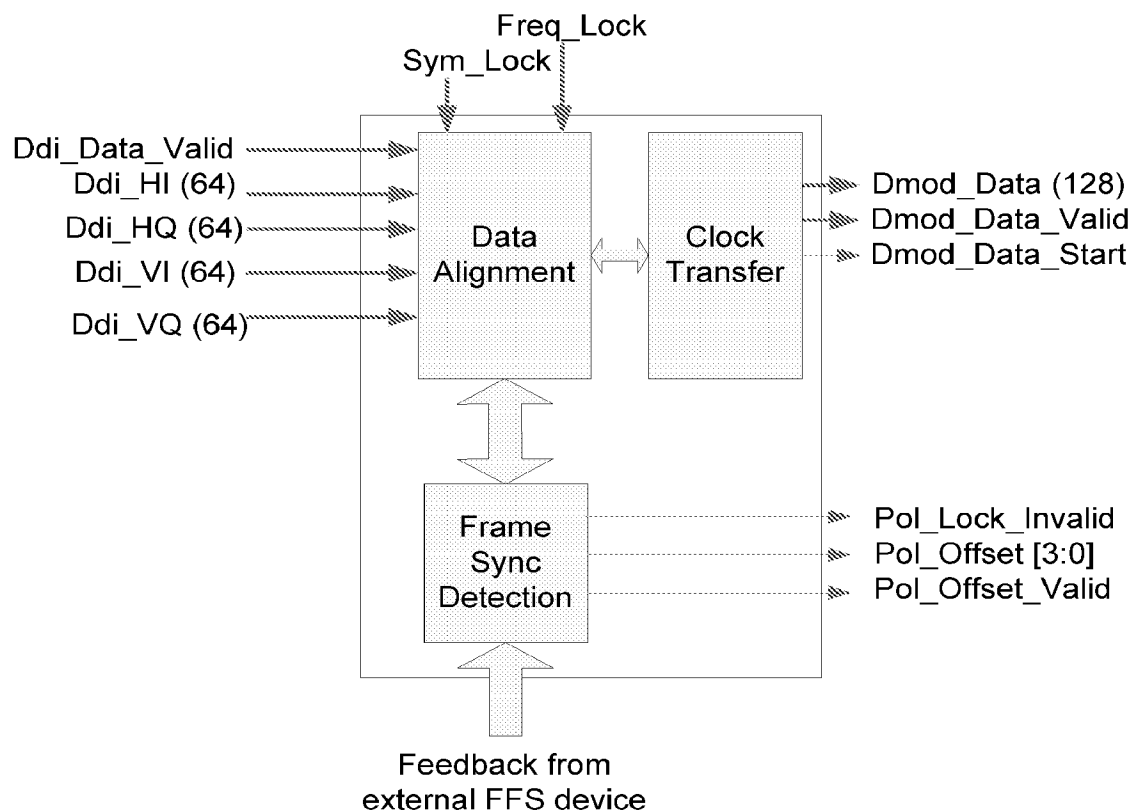 Freq_Lock
Sym_Lock
Ddi_Data_Valid
Ddi_HI (64)
Ddi_HQ (64)
Ddi_VI (64)
Ddi_VQ (64)
Data
Alignment
Clock
Transfer
Dmod_Data (128)
Dmod_Data_Valid
Dmod_Data_Start
Frame
Sync
Detection
Pol_Lock_Invalid
Pol_Offset [3:0]
Pol_Offset_Valid
Feedback from
external FFS device